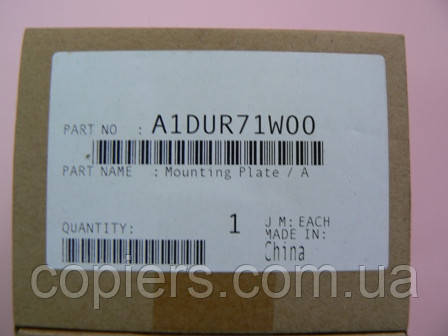 PART NO : A1DUR71W00
PART NAME : Mounting Plate / A
QUANTITY: 1 J M: EACH
MADE IN:
China
copiers.com.ua